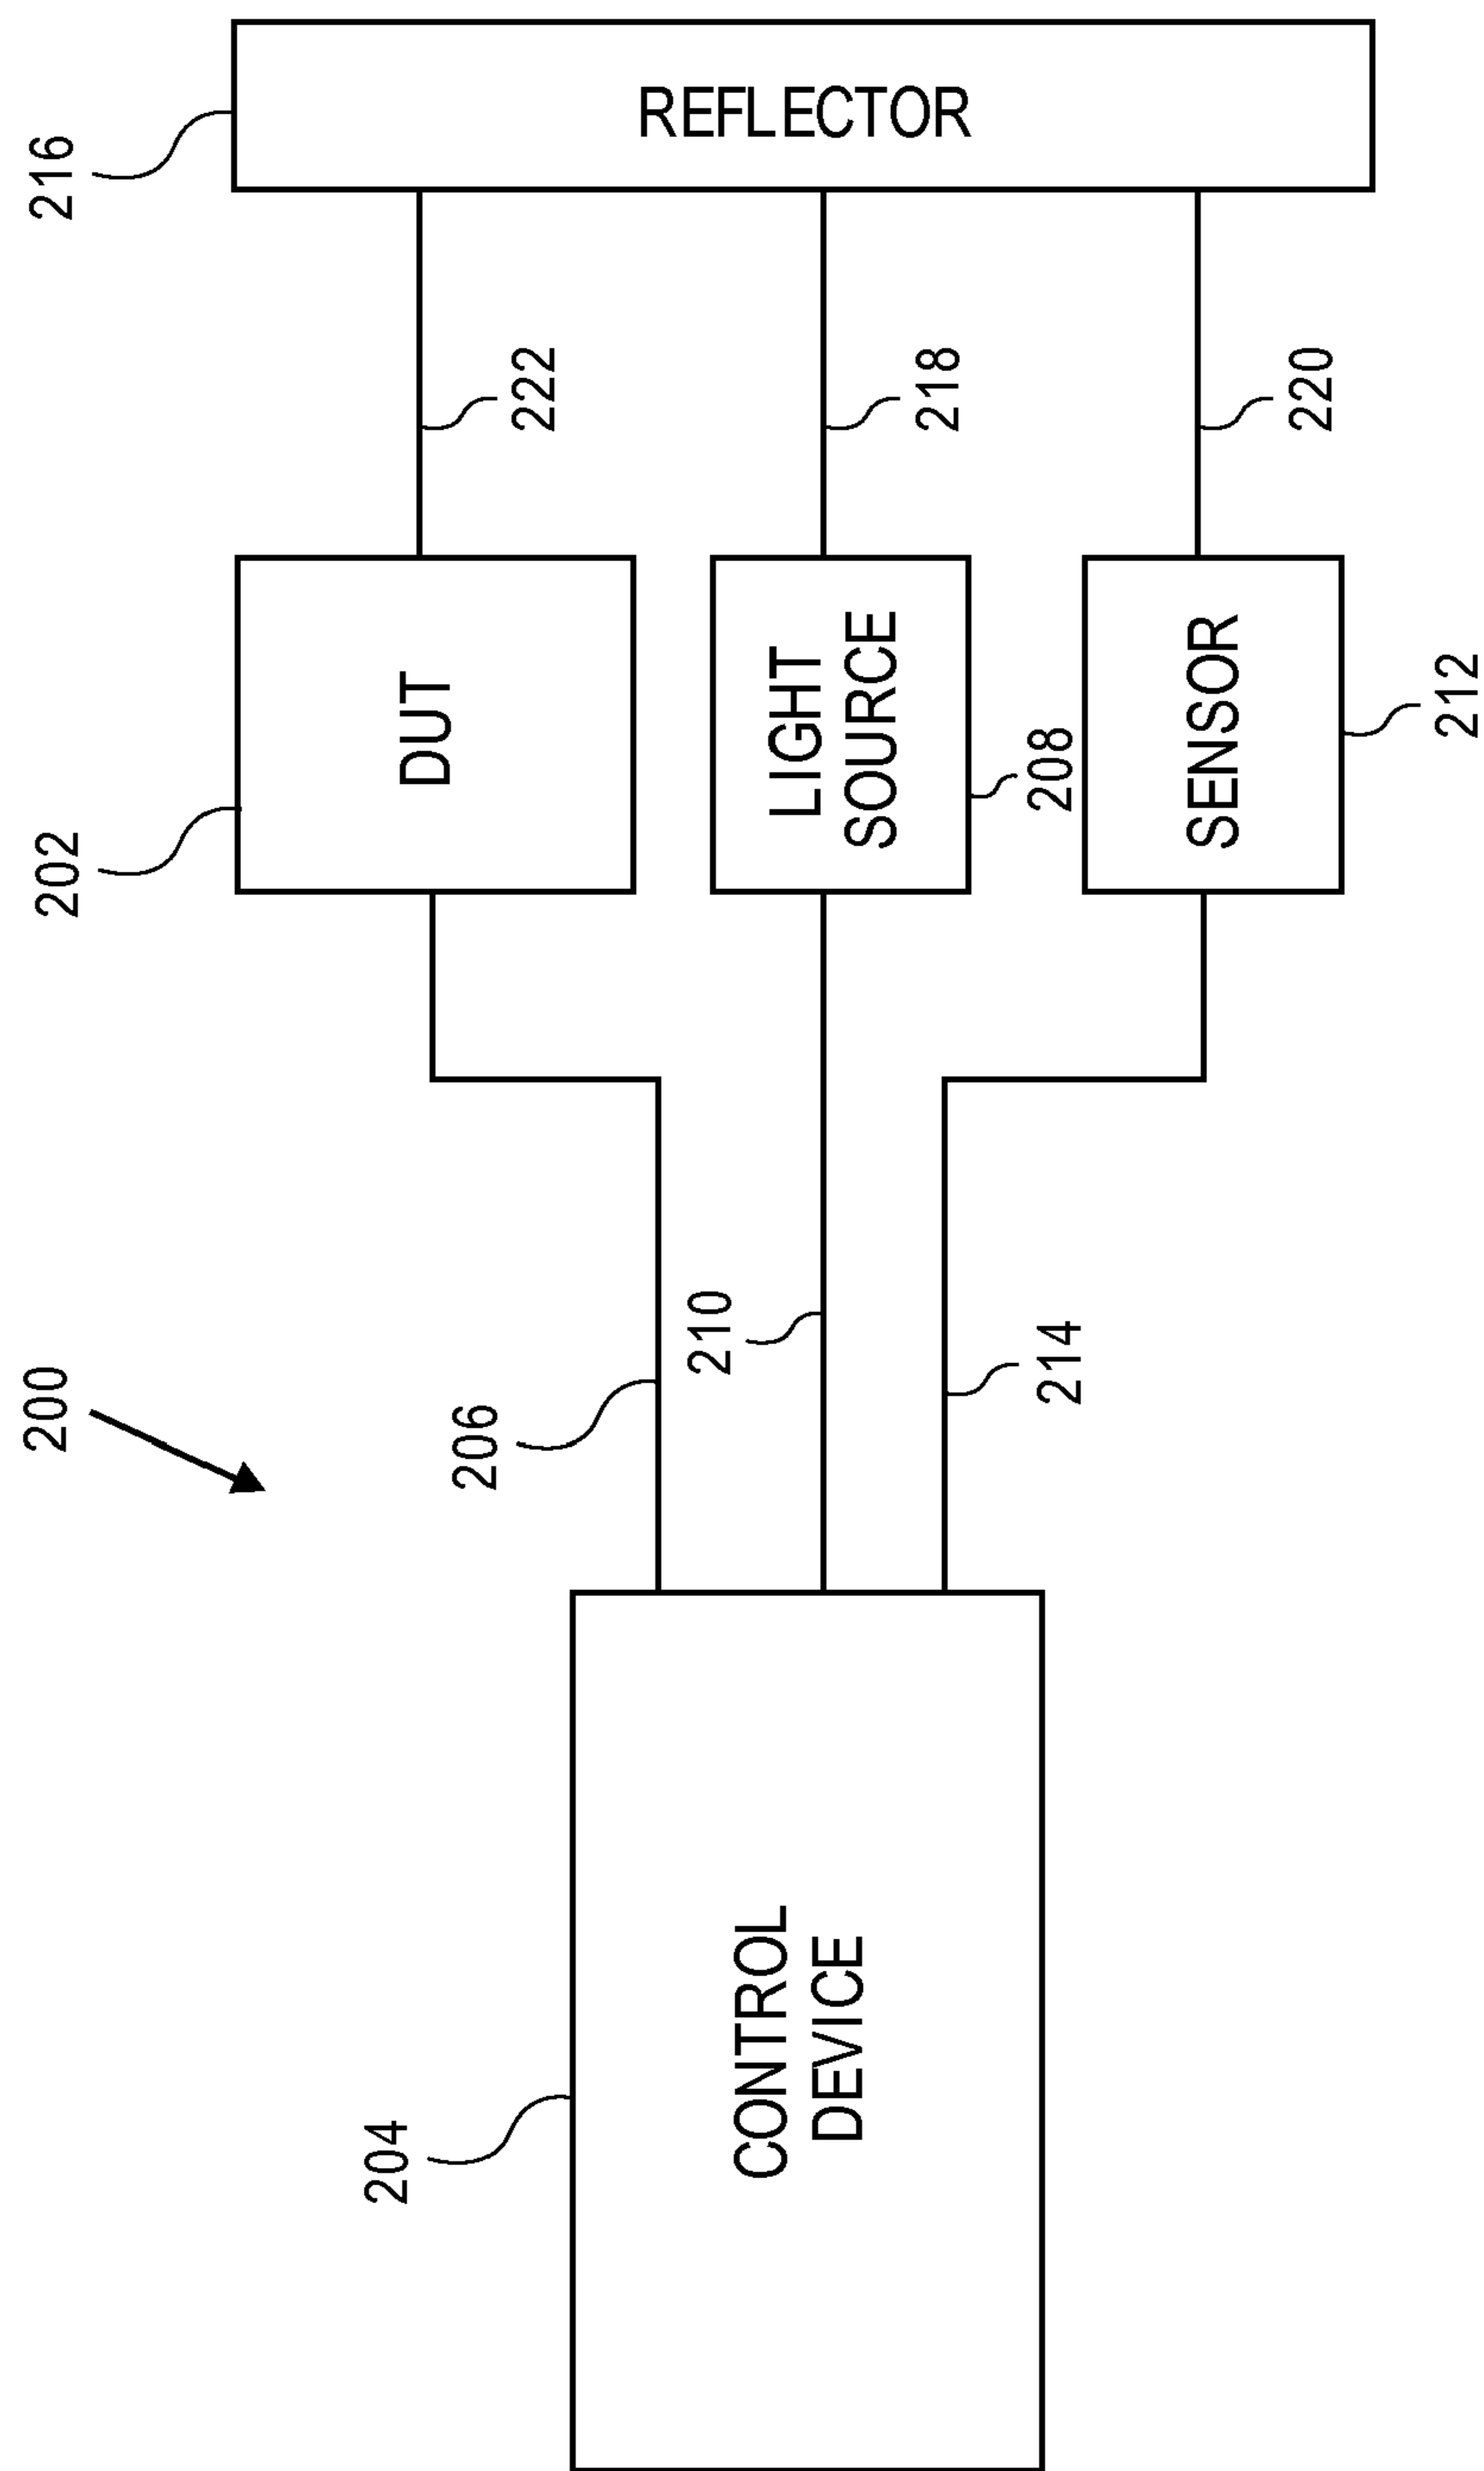 REFLECTOR
216
222
218
220
DUT
LIGHT
SOURCE
SENSOR
202
208
212
200
206
210
214
CONTROL
DEVICE
204